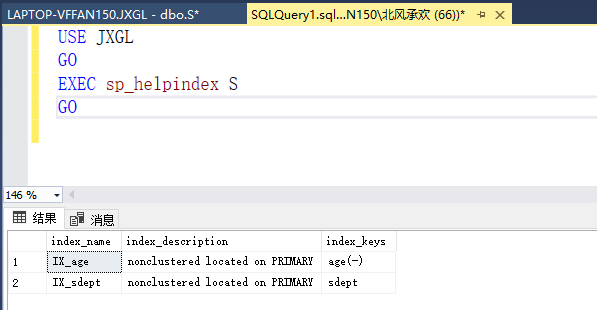 LAPTOP-VFFAN150.JXGL - dbo.S*
SQLQuery1.sql...N150\北风承欢 (66))*
USE JXGL
GO
EXEC sp_helpindex S
GO
146 %
结果 消息
index_name index_description index_keys
1 IX_age nonclustered located on PRIMARY age(-)
2 IX_sdept nonclustered located on PRIMARY sdept